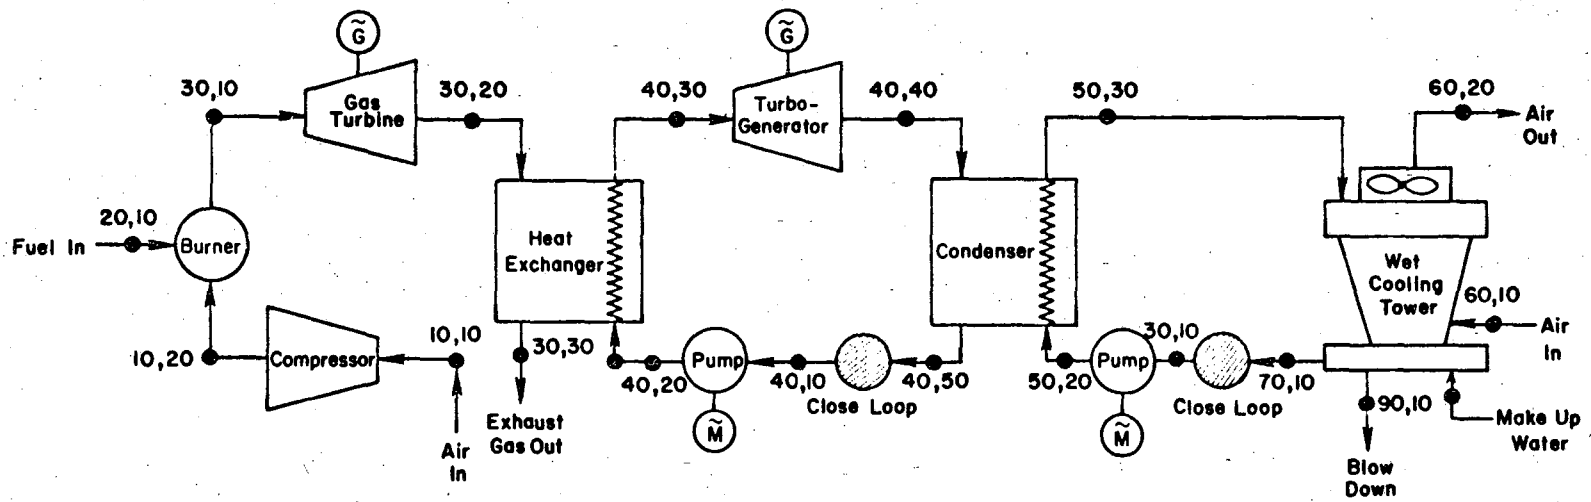 G̃
G̃
30,10
Gas
Turbine
30,20
40,30
Turbo-
Generator
40,40
50,30
60,20
Air
Out
20,10
Fuel In
Burner
Heat
Exchanger
Condenser
Wet
Cooling
Tower
60,10
Air
In
10,20
Compressor
10,10
Air
In
30,30
Exhaust
Gas Out
40,20
Pump
M̃
40,10
Close Loop
40,50
50,20
Pump
M̃
30,10
Close Loop
70,10
90,10
Blow
Down
Make Up
Water